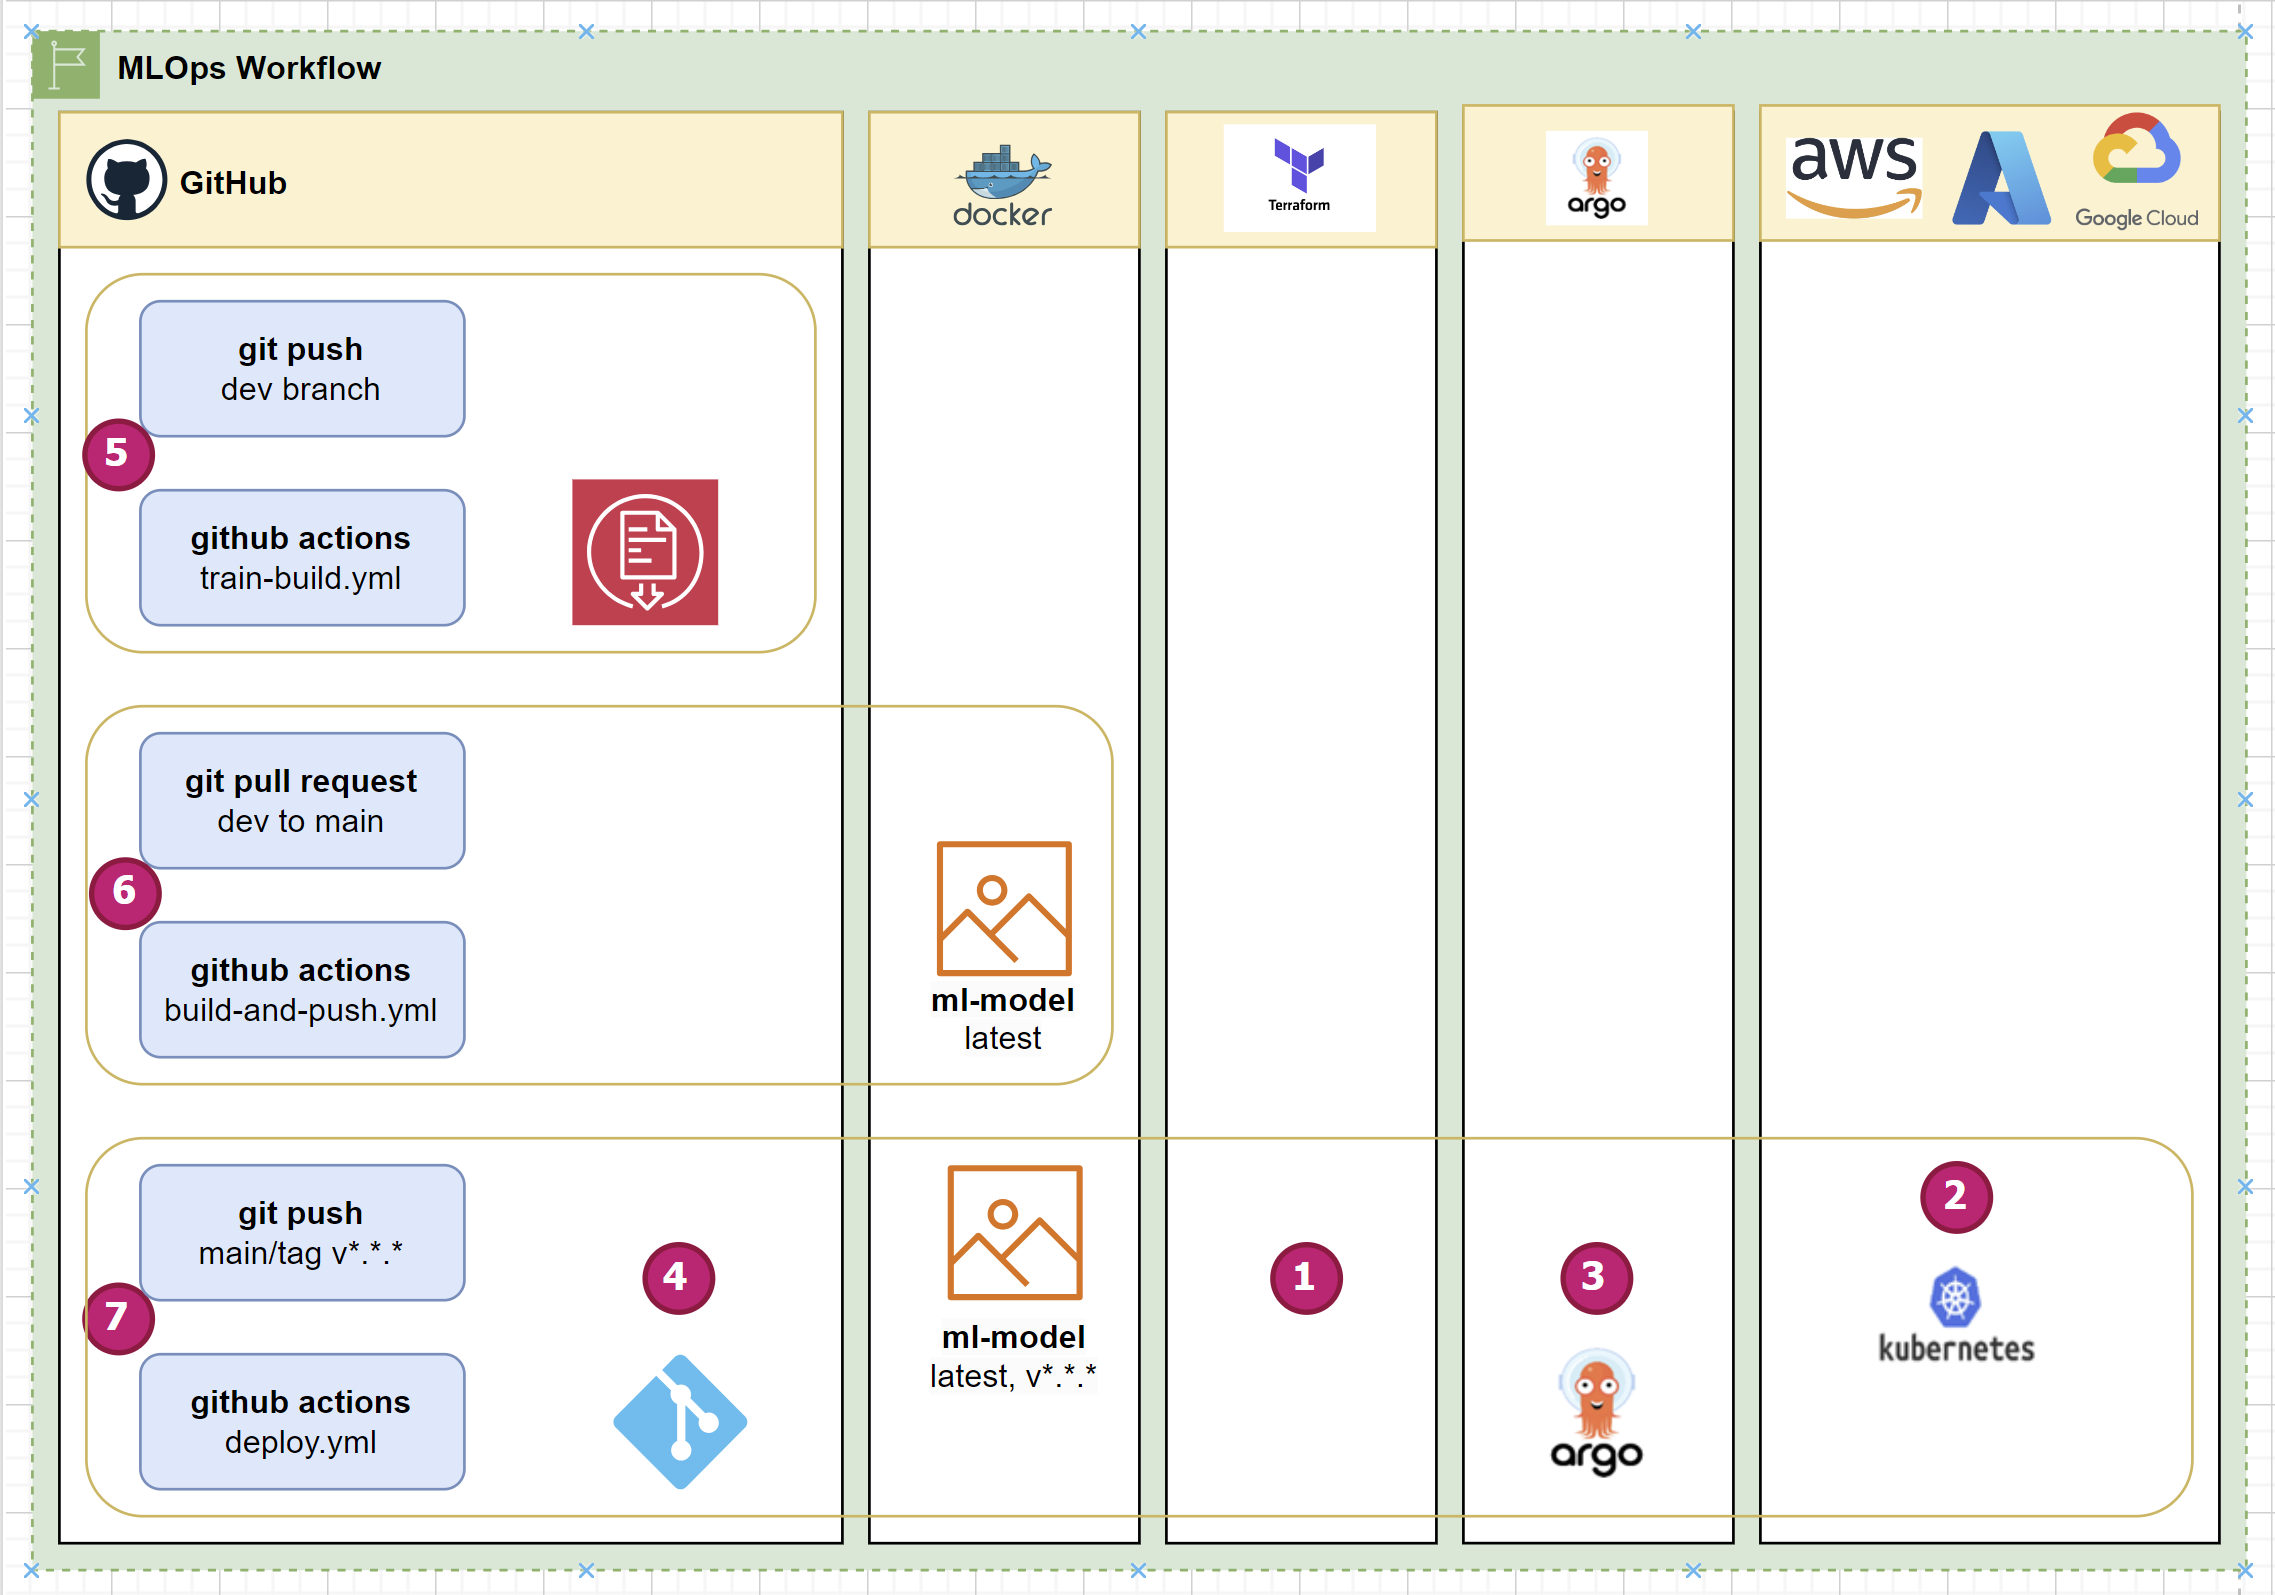 MLOps Workflow
GitHub
docker
Terraform
argo
aws
Google Cloud
git push
dev branch
5
github actions
train-build.yml
git pull request
dev to main
6
github actions
build-and-push.yml
ml-model
latest
git push
main/tag v*.*.*
7
github actions
deploy.yml
4
ml-model
latest, v*.*.*
1
3
argo
2
kubernetes